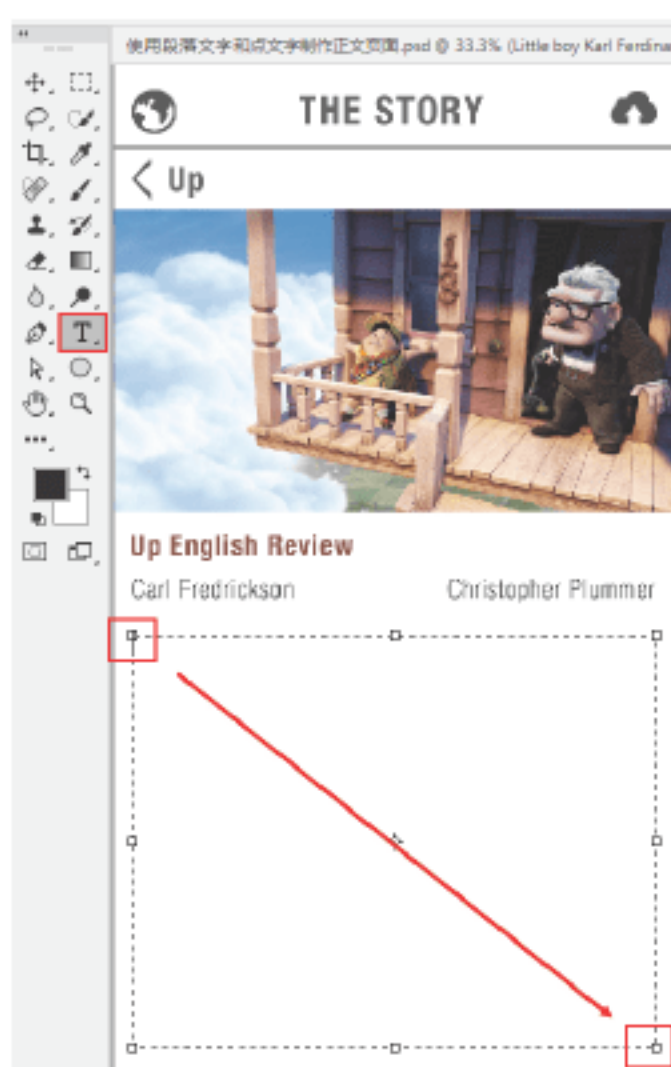 使用段落文字和点文字制作正文页面.psd @ 33.3% (Little boy Karl Ferdina
THE STORY
Up
Up English Review
Carl Fredrickson
Christopher Plummer